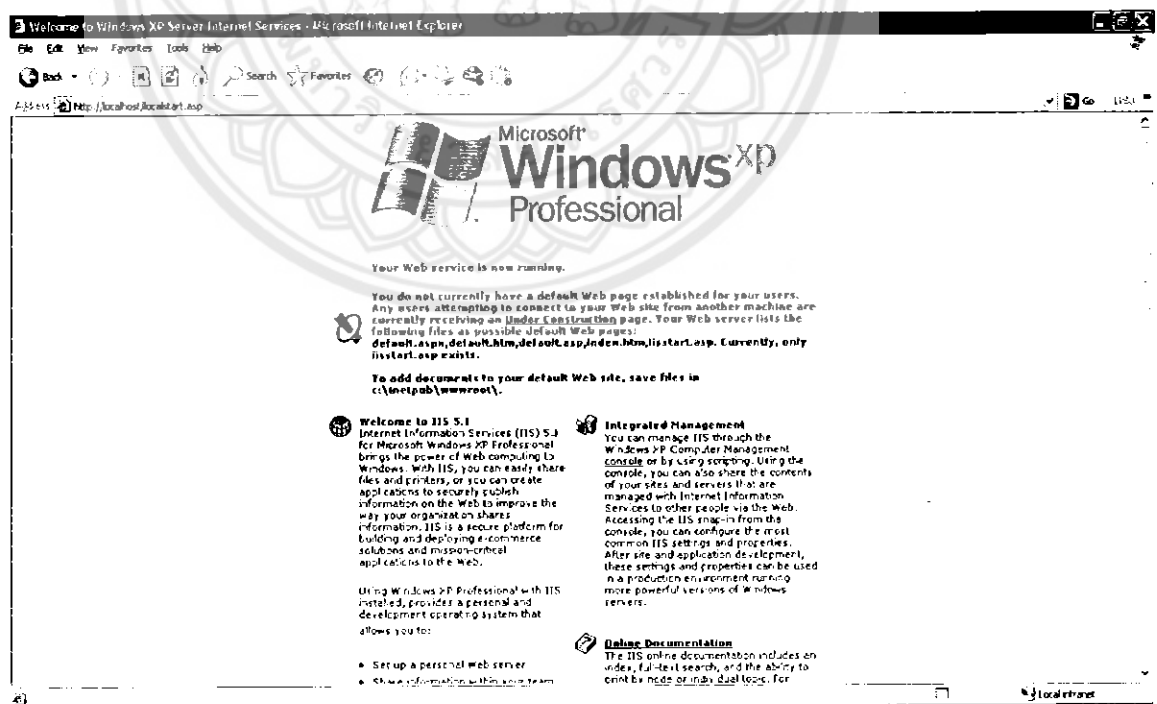 Welcome to Windows XP Server Internet Services - Microsoft Internet Explorer
File Edit View Favorites Tools Help
Back Search Favorites
Address http://localhost/localstart.asp Go Links
Microsoft
Windows xp
Professional
Your Web service is now running.
You do not currently have a default Web page established for your users.
Any users attempting to connect to your Web site from another machine are
currently receiving an Under Construction page. Your Web server lists the
following files as possible default Web pages:
default.aspx,default.htm,default.asp,index.htm,iisstart.asp. Currently, only
iisstart.asp exists.
To add documents to your default Web site, save files in
c:\inetpub\wwwroot\.
Welcome to IIS 5.1
Internet Information Services (IIS) 5.1
for Microsoft Windows XP Professional
brings the power of Web computing to
Windows. With IIS, you can easily share
files and printers, or you can create
applications to securely publish
information on the Web to improve the
way your organization shares
information. IIS is a secure platform for
building and deploying e-commerce
solutions and mission-critical
applications to the Web.
Using Windows XP Professional with IIS
installed, provides a personal and
development operating system that
allows you to:
• Set up a personal web server
• Share information within your team
Integrated Management
You can manage IIS through the
Windows XP Computer Management
console or by using scripting. Using the
console, you can also share the contents
of your sites and servers that are
managed with Internet Information
Services to other people via the Web.
Accessing the IIS snap-in from the
console, you can configure the most
common IIS settings and properties.
After site and application development,
these settings and properties can be used
in a production environment running
more powerful versions of Windows
servers.
Online Documentation
The IIS online documentation includes an
index, full-text search, and the ability to
print by node or individual topic. For
Local intranet